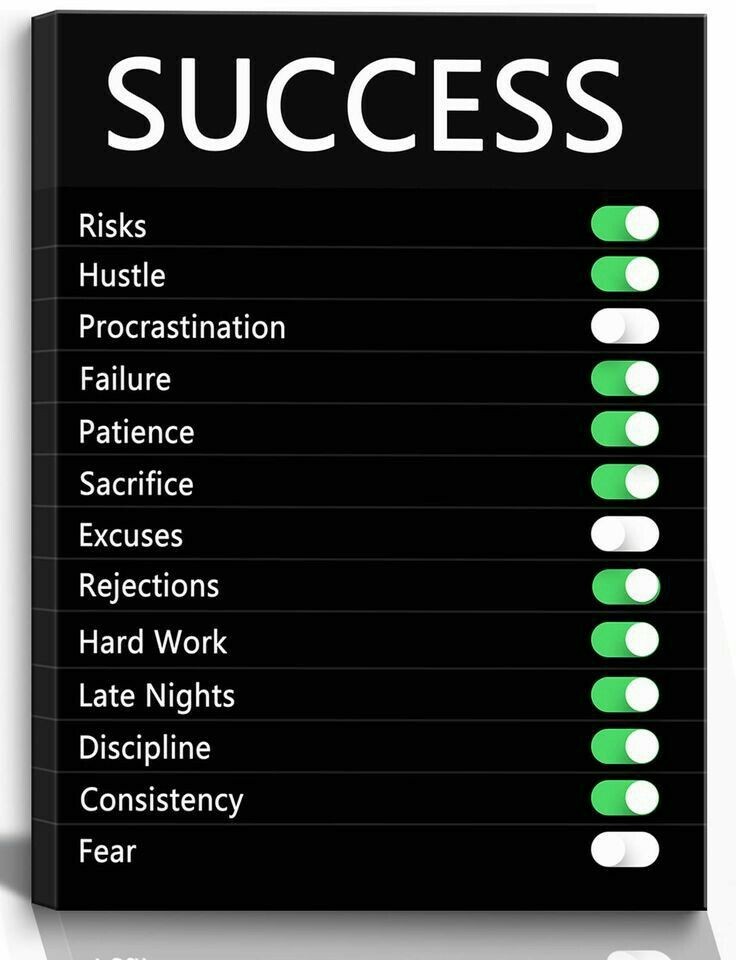 SUCCESS
Risks
Hustle
Procrastination
Failure
Patience
Sacrifice
Excuses
Rejections
Hard Work
Late Nights
Discipline
Consistency
Fear